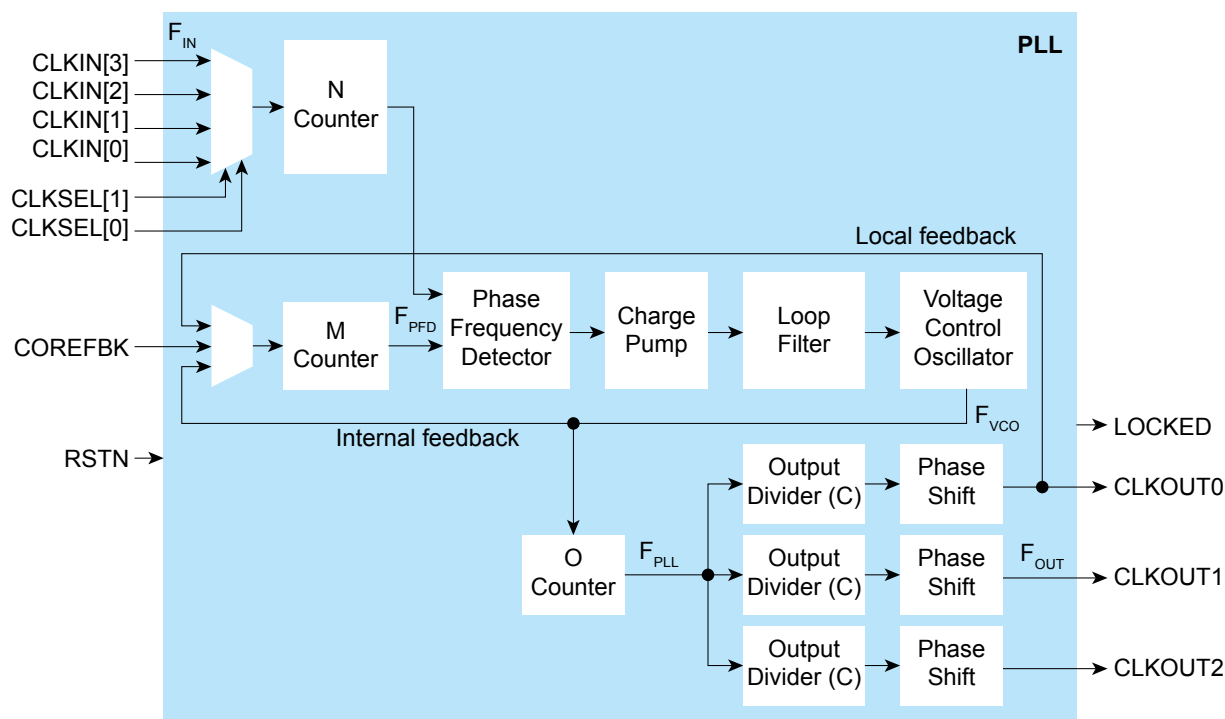 F_IN
PLL
CLKIN[3]
CLKIN[2]
CLKIN[1]
CLKIN[0]
CLKSEL[1]
CLKSEL[0]
N
Counter
Local feedback
COREFBK
M
Counter
F_PFD
Phase
Frequency
Detector
Charge
Pump
Loop
Filter
Voltage
Control
Oscillator
Internal feedback
F_VCO
RSTN
LOCKED
Output
Divider (C)
Phase
Shift
CLKOUT0
O
Counter
F_PLL
Output
Divider (C)
Phase
Shift
F_OUT
CLKOUT1
Output
Divider (C)
Phase
Shift
CLKOUT2